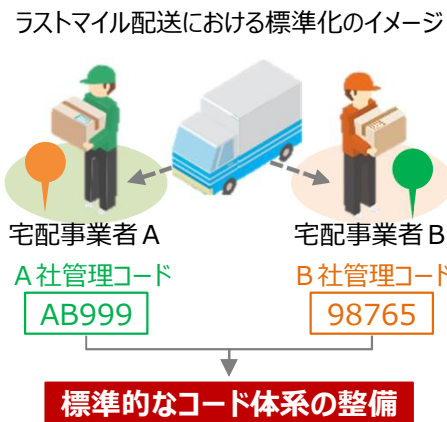 ラストマイル配送における標準化のイメージ
宅配事業者A
宅配事業者B
A社管理コード
B社管理コード
AB999
98765
標準的なコード体系の整備